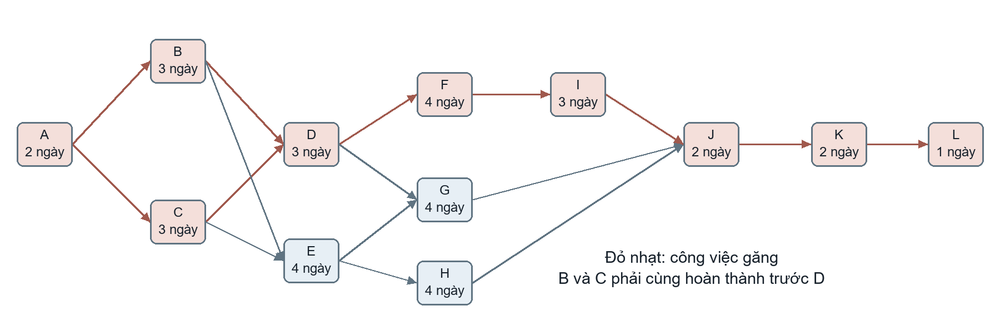 A
2 ngày
B
3 ngày
C
3 ngày
D
3 ngày
E
4 ngày
F
4 ngày
G
4 ngày
H
4 ngày
I
3 ngày
J
2 ngày
K
2 ngày
L
1 ngày
Đỏ nhạt: công việc găng
B và C phải cùng hoàn thành trước D